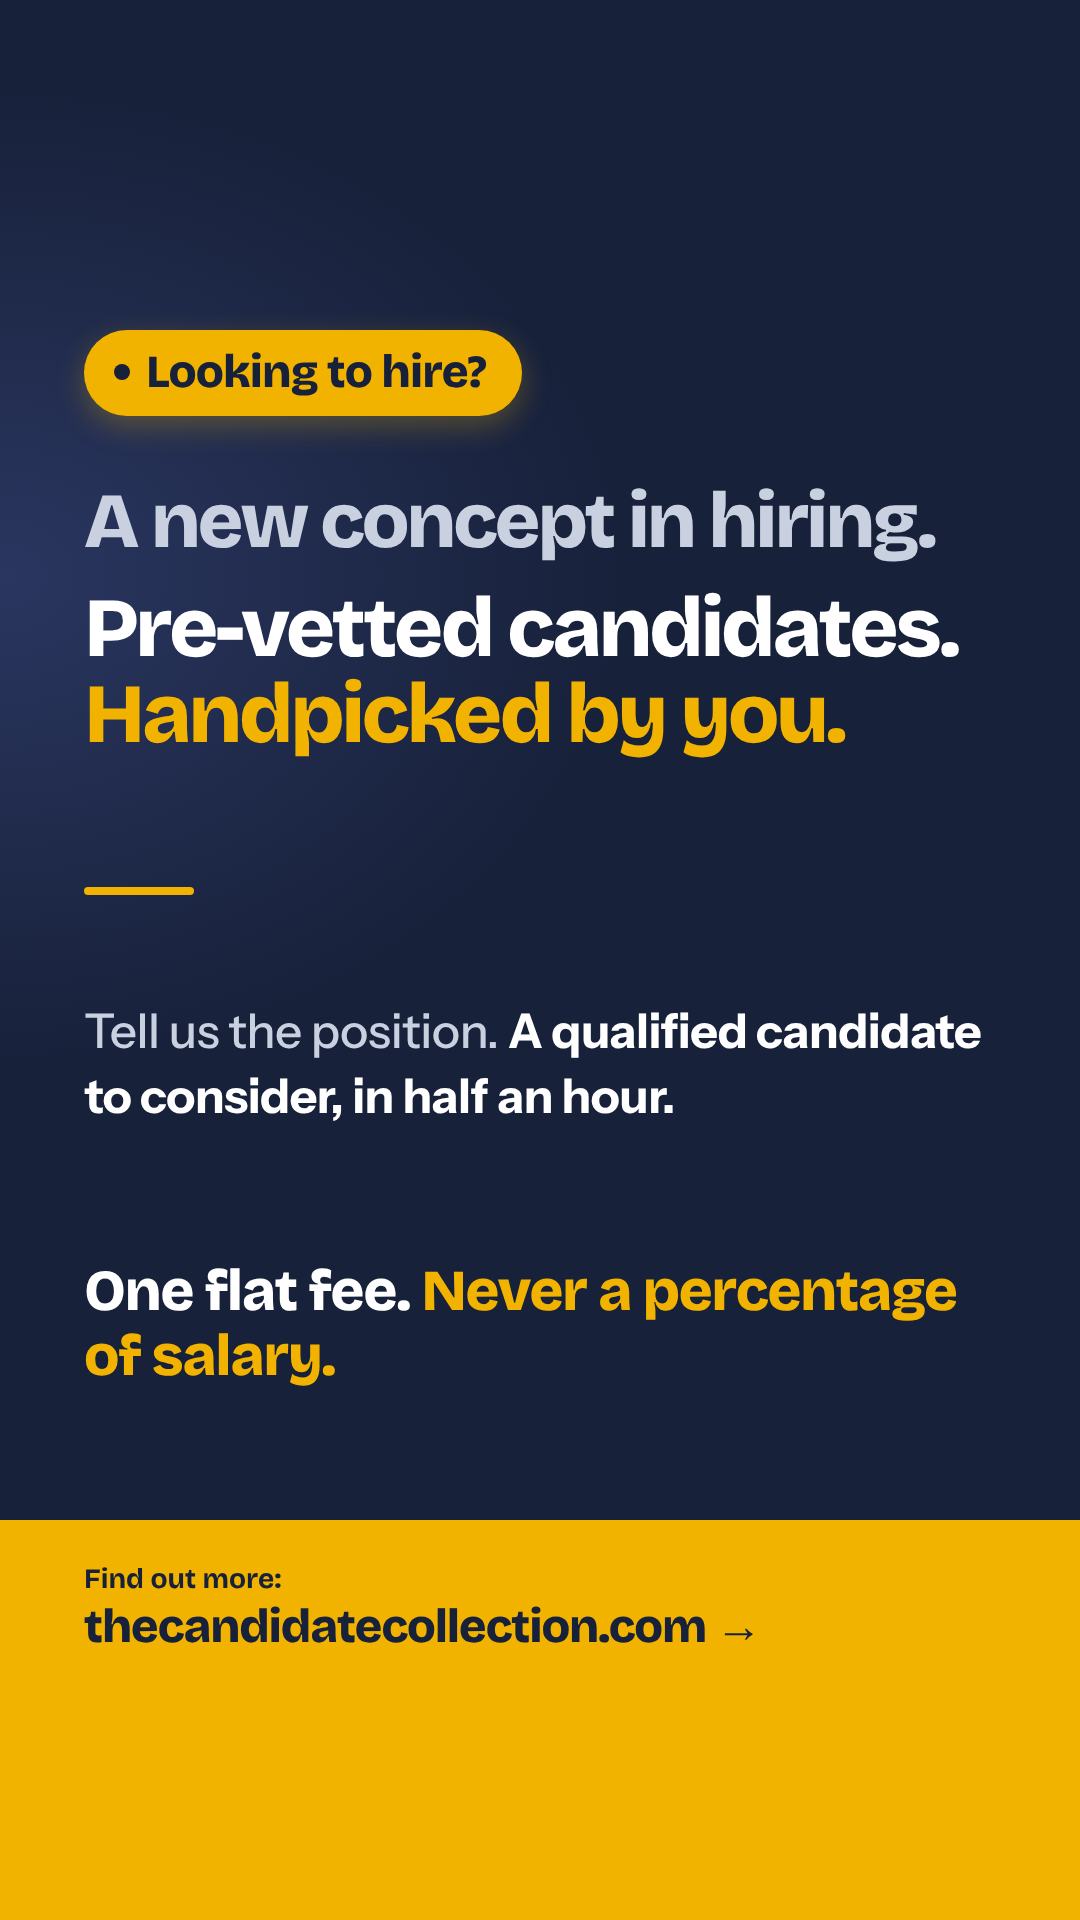 • Looking to hire?
A new concept in hiring.
Pre-vetted candidates.
Handpicked by you.
Tell us the position. A qualified candidate
to consider, in half an hour.
One flat fee. Never a percentage
of salary.
Find out more:
thecandidatecollection.com →